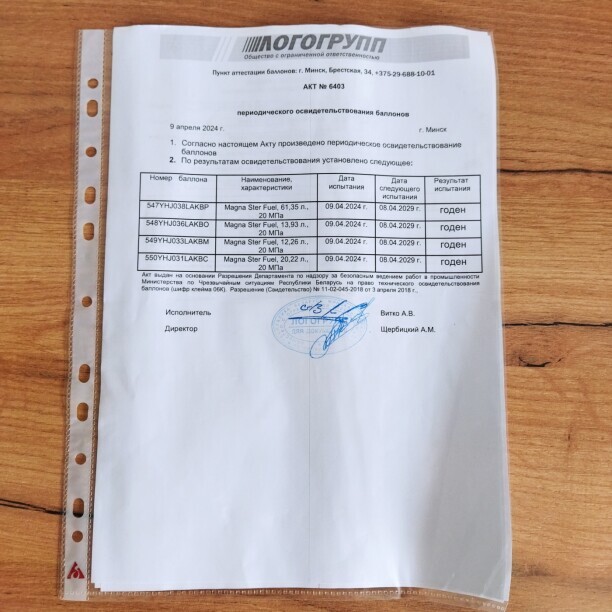 ЛОГОГРУПП
Общество с ограниченной ответственностью
Пункт аттестации баллонов: г. Минск, Брестская, 34, +375-29-688-10-01
АКТ № 6403
периодического освидетельствования баллонов
9 апреля 2024 г. г. Минск
1. Согласно настоящем Акту произведено периодическое освидетельствование
баллонов
2. По результатам освидетельствования установлено следующее:
Номер баллона Наименование, характеристики Дата испытания Дата следующего испытания Результат испытания
547YHJ038LAKBP Magna Ster Fuel, 61,35 л., 20 МПа 09.04.2024 г. 08.04.2029 г. годен
548YHJ036LAKBO Magna Ster Fuel, 13,93 л., 20 МПа 09.04.2024 г. 08.04.2029 г. годен
549YHJ033LAKBM Magna Ster Fuel, 12,26 л., 20 МПа 09.04.2024 г. 08.04.2029 г. годен
550YHJ031LAKBC Magna Ster Fuel, 20,22 л., 20 МПа 09.04.2024 г. 08.04.2029 г. годен
Акт выдан на основании Разрешения Департамента по надзору за безопасным ведением работ в промышленности
Министерства по Чрезвычайным ситуациям Республики Беларусь на право технического освидетельствования
баллонов (шифр клейма 06К). Разрешение (Свидетельство) № 11-02-045-2018 от 3 апреля 2018 г.,
Исполнитель Витко А.В.
Директор Щербицкий А.М.